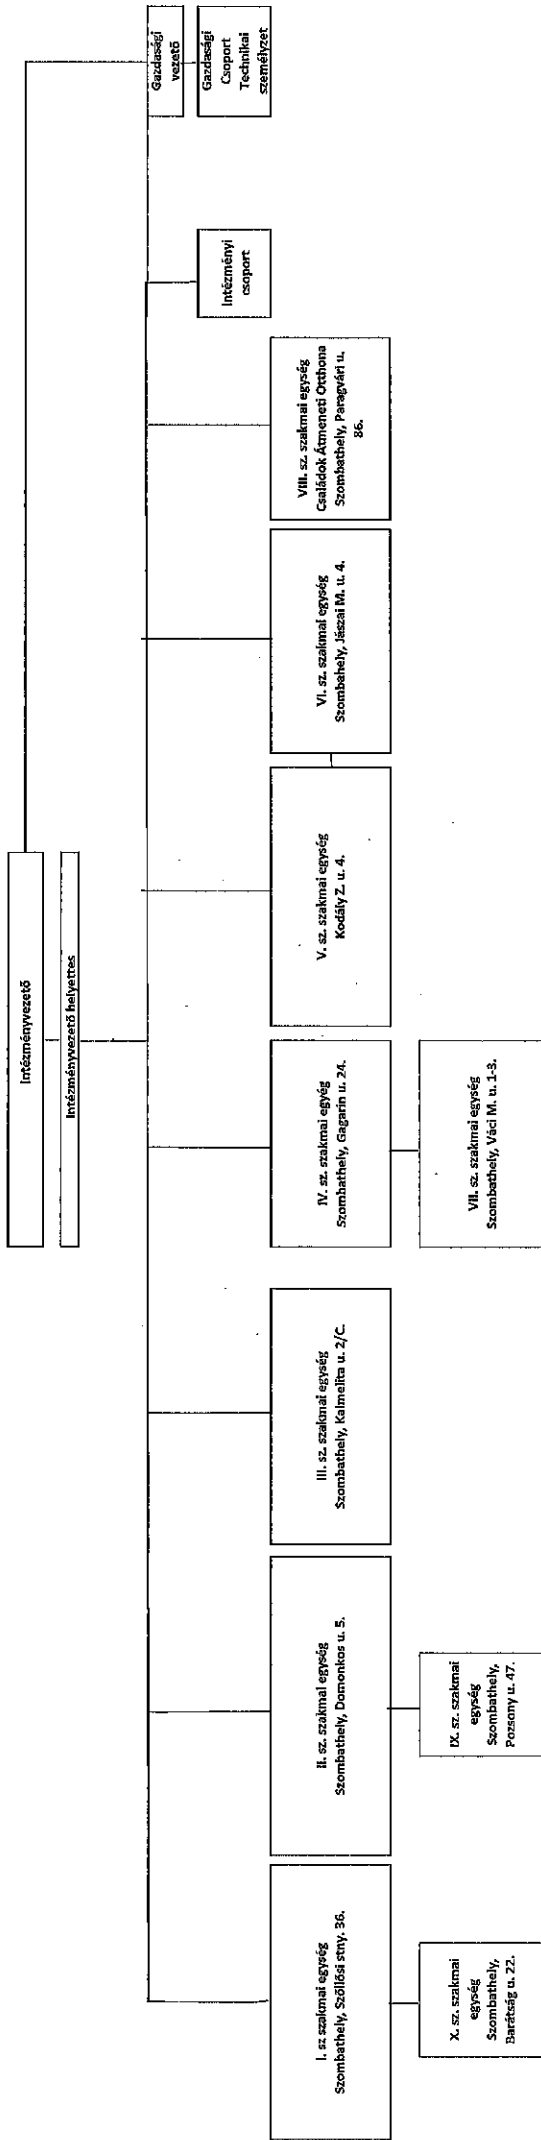 Intézményvezető
Intézményvezető helyettes
Gazdasági
vezető
Gazdasági
Csoport
Technikai
személyzet
Intézményi
csoport
I. sz szakmai egység
Szombathely, Szőllősi stny. 36.
II. sz. szakmai egység
Szombathely, Domonkos u. 5.
III. sz. szakmai egység
Szombathely, Kalmelita u. 2/C.
IV. sz. szakmai egyég
Szombathely, Gagarin u. 24.
V. sz. szakmai egység
Kodály Z. u. 4.
VI. sz. szakmai egység
Szombahely, Jászai M. u. 4.
VIII. sz. szakmai egység
Családok Átmeneti Otthona
Szombathely, Paragvári u.
86.
X. sz. szakmai
egység
Szombathely,
Barátság u. 22.
IX. sz. szakmai
egység
Szombathely,
Pozsony u. 47.
VII. sz. szakmai egység
Szombathely, Váci M. u. 1-3.